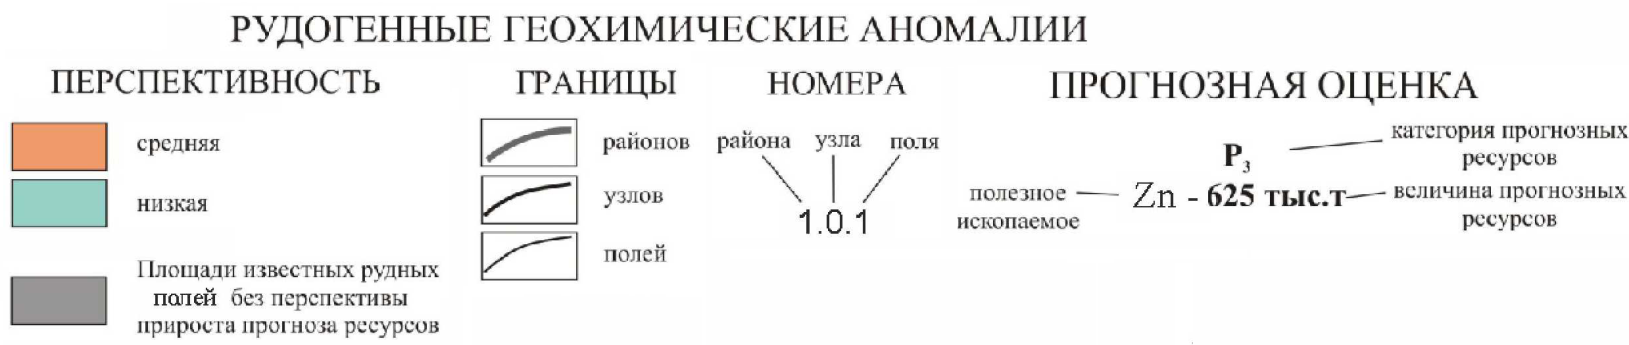 РУДОГЕННЫЕ ГЕОХИМИЧЕСКИЕ АНОМАЛИИ
ПЕРСПЕКТИВНОСТЬ
средняя
низкая
Площади известных рудных
полей без перспективы
прироста прогноза ресурсов
ГРАНИЦЫ
районов
узлов
полей
НОМЕРА
района узла поля
1.0.1
ПРОГНОЗНАЯ ОЦЕНКА
категория прогнозных
ресурсов
P₃
полезное
ископаемое
Zn - 625 тыс.т
величина прогнозных
ресурсов